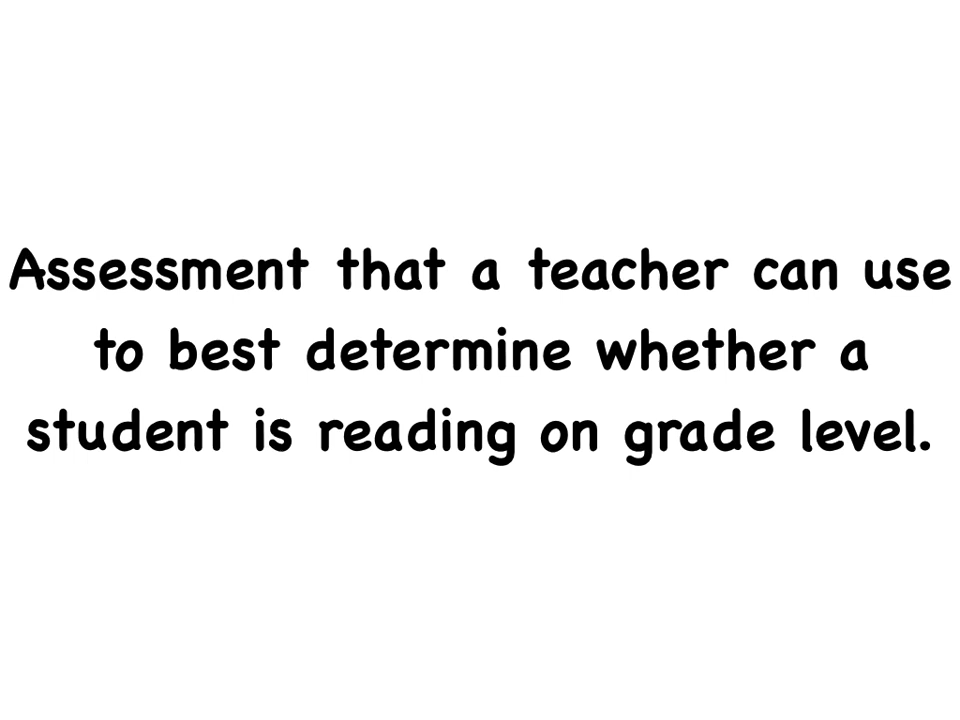 Assessment that a teacher can use
to best determine whether a
student is reading on grade level.